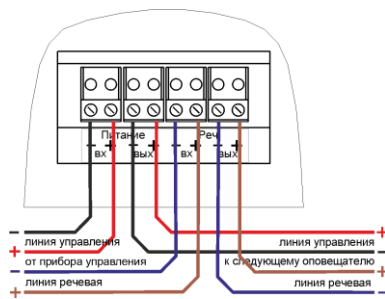 Питание Речь
- + - + - + - +
вх вых вх вых
- +
линия управления линия управления
+ -
от прибора управления к следующему оповещателю
- +
линия речевая линия речевая
+ -